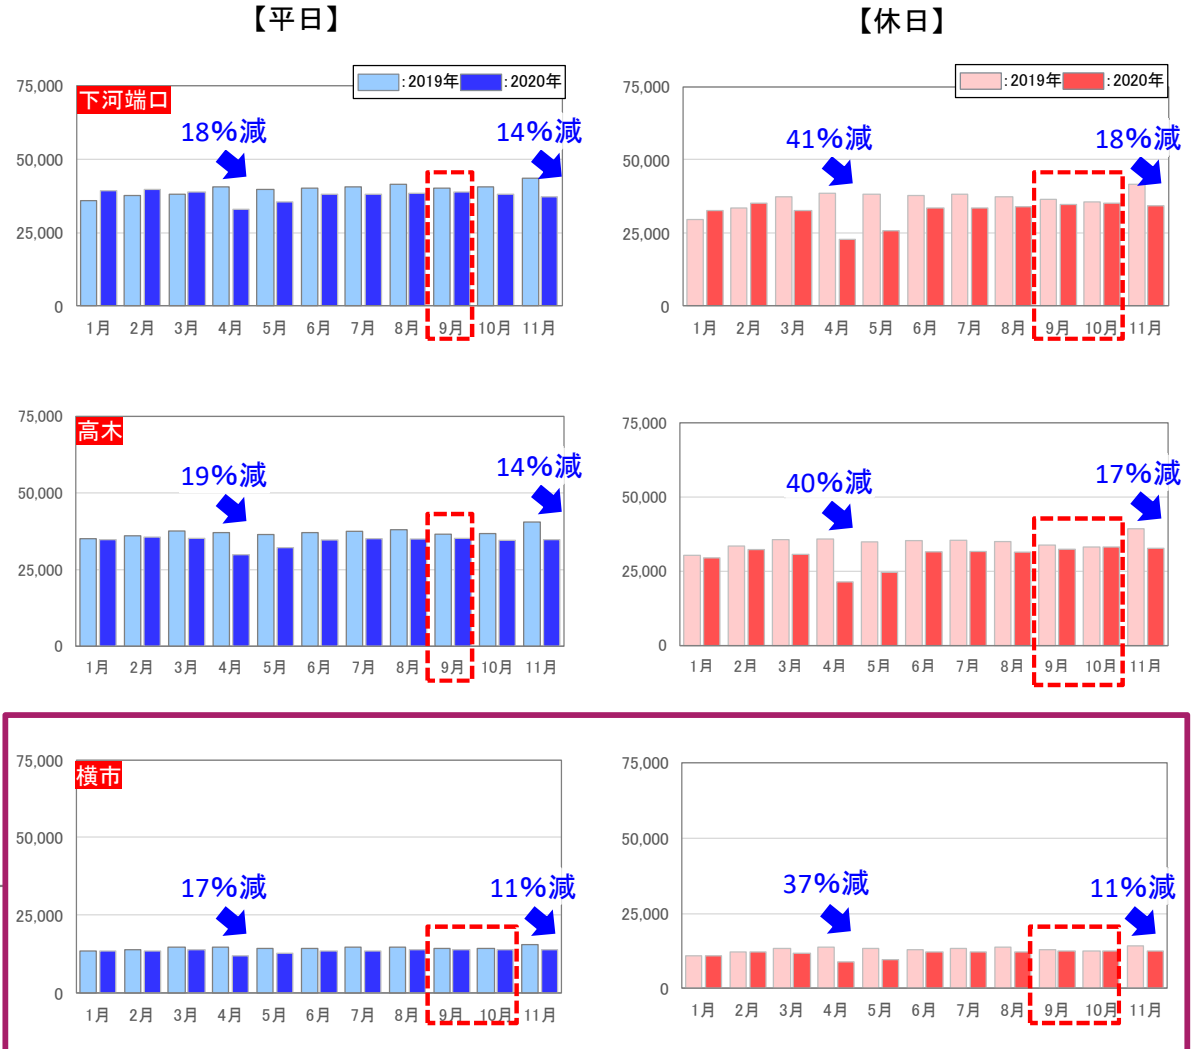 【平日】
【休日】
:2019年 :2020年
下河端口
75,000
50,000
25,000
0
18%減
14%減
1月 2月 3月 4月 5月 6月 7月 8月 9月 10月 11月
:2019年 :2020年
75,000
50,000
25,000
0
41%減
18%減
1月 2月 3月 4月 5月 6月 7月 8月 9月 10月 11月
高木
75,000
50,000
25,000
0
19%減
14%減
1月 2月 3月 4月 5月 6月 7月 8月 9月 10月 11月
75,000
50,000
25,000
0
40%減
17%減
1月 2月 3月 4月 5月 6月 7月 8月 9月 10月 11月
横市
75,000
50,000
25,000
0
17%減
11%減
1月 2月 3月 4月 5月 6月 7月 8月 9月 10月 11月
75,000
50,000
25,000
0
37%減
11%減
1月 2月 3月 4月 5月 6月 7月 8月 9月 10月 11月